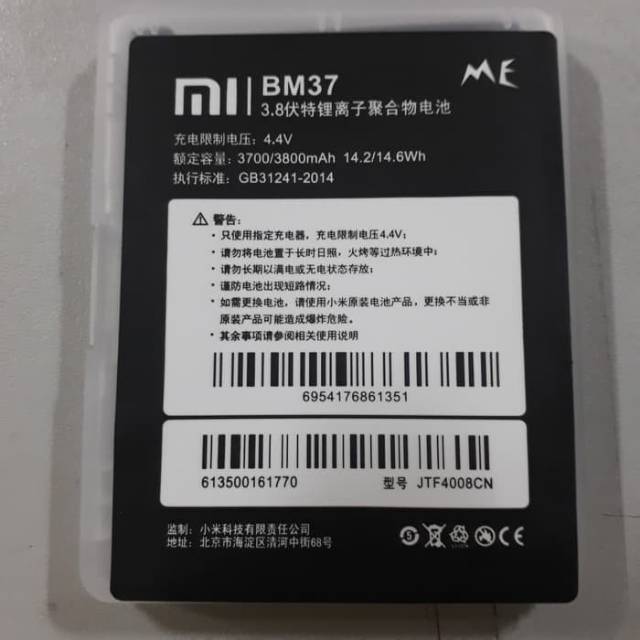 ME
MI BM37
3.8伏特锂离子聚合物电池
充电限制电压: 4.4V
额定容量: 3700/3800mAh 14.2/14.6Wh
执行标准: GB31241-2014
警告:
· 只使用指定充电器，充电限制电压4.4V;
· 请勿将电池置于长时日照，火烤等过热环境中;
· 请勿长期以满电或无电状态存放;
· 谨防电池出现短路情况;
· 如需更换电池，请使用小米原装电池产品，更换不当或非
原装产品可能造成爆炸危险。
· 其余事项请参阅相关使用说明
6954176861351
613500161770 型号 JTF4008CN
监制: 小米科技有限责任公司
地址: 北京市海淀区清河中街68号
5 CE